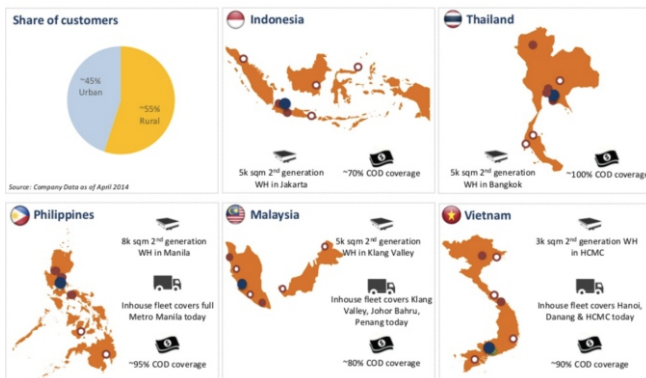 Share of customers
~45%
Urban
~55%
Rural
Source: Company Data as of April 2014
Indonesia
5k sqm 2nd generation
WH in Jakarta
~70% COD coverage
Thailand
5k sqm 2nd generation
WH in Bangkok
~100% COD coverage
Philippines
8k sqm 2nd generation
WH in Manila
Inhouse fleet covers full
Metro Manila today
~95% COD coverage
Malaysia
5k sqm 2nd generation
WH in Klang Valley
Inhouse fleet covers Klang
Valley, Johor Bahru,
Penang today
~80% COD coverage
Vietnam
3k sqm 2nd generation WH
in HCMC
Inhouse fleet covers Hanoi,
Danang & HCMC today
~90% COD coverage